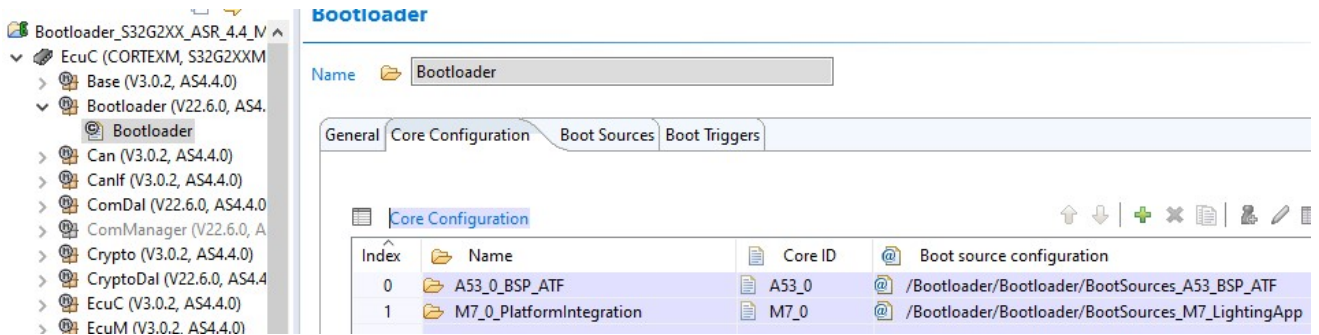 Bootloader_S32G2XX_ASR_4.4_M
EcuC (CORTEXM, S32G2XXM
Base (V3.0.2, AS4.4.0)
Bootloader (V22.6.0, AS4.
Bootloader
Can (V3.0.2, AS4.4.0)
CanIf (V3.0.2, AS4.4.0)
ComDal (V22.6.0, AS4.4.0
ComManager (V22.6.0, A
Crypto (V3.0.2, AS4.4.0)
CryptoDal (V22.6.0, AS4.4
EcuC (V3.0.2, AS4.4.0)
EcuM (V3.0.2, AS4.4.0)
Bootloader
Name Bootloader
General Core Configuration Boot Sources Boot Triggers
Core Configuration
Index Name Core ID Boot source configuration
0 A53_0_BSP_ATF A53_0 /Bootloader/Bootloader/BootSources_A53_BSP_ATF
1 M7_0_PlatformIntegration M7_0 /Bootloader/Bootloader/BootSources_M7_LightingApp